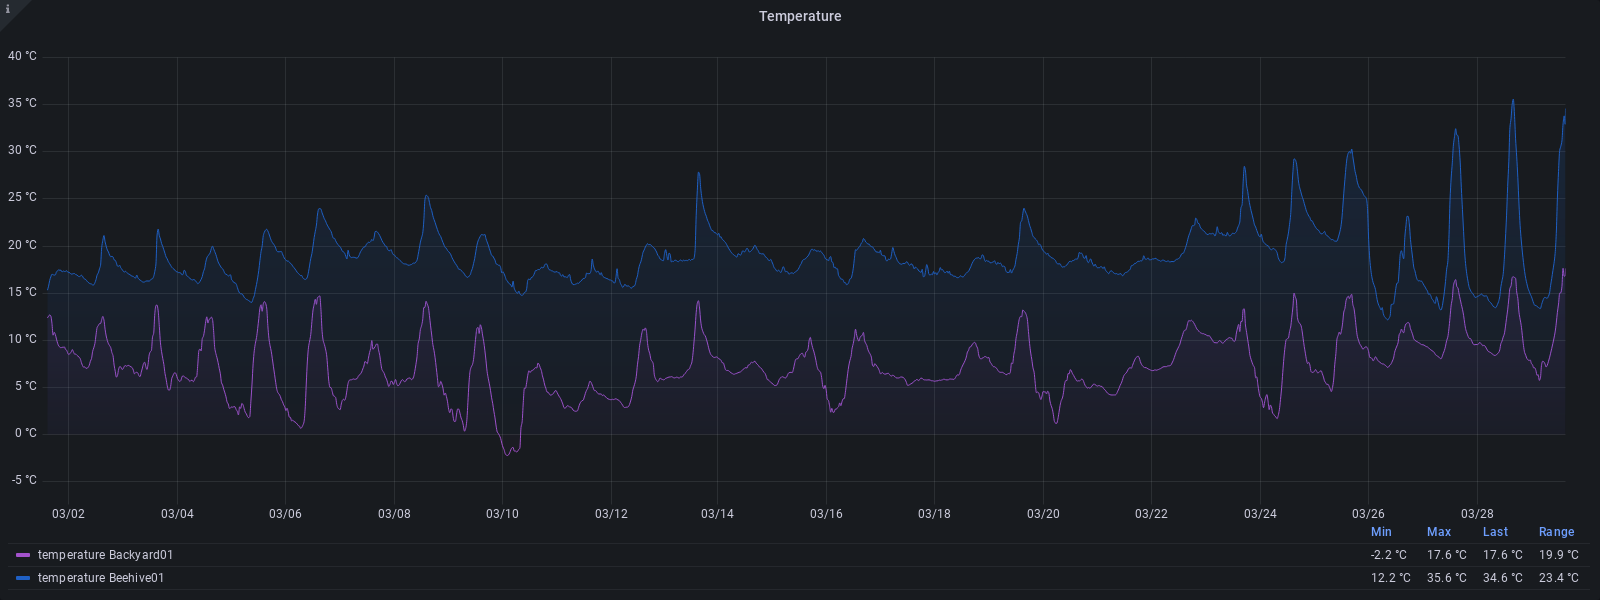 i
Temperature
40 °C
35 °C
30 °C
25 °C
20 °C
15 °C
10 °C
5 °C
0 °C
-5 °C
03/02 03/04 03/06 03/08 03/10 03/12 03/14 03/16 03/18 03/20 03/22 03/24 03/26 03/28
Min Max Last Range
temperature Backyard01 -2.2 °C 17.6 °C 17.6 °C 19.9 °C
temperature Beehive01 12.2 °C 35.6 °C 34.6 °C 23.4 °C